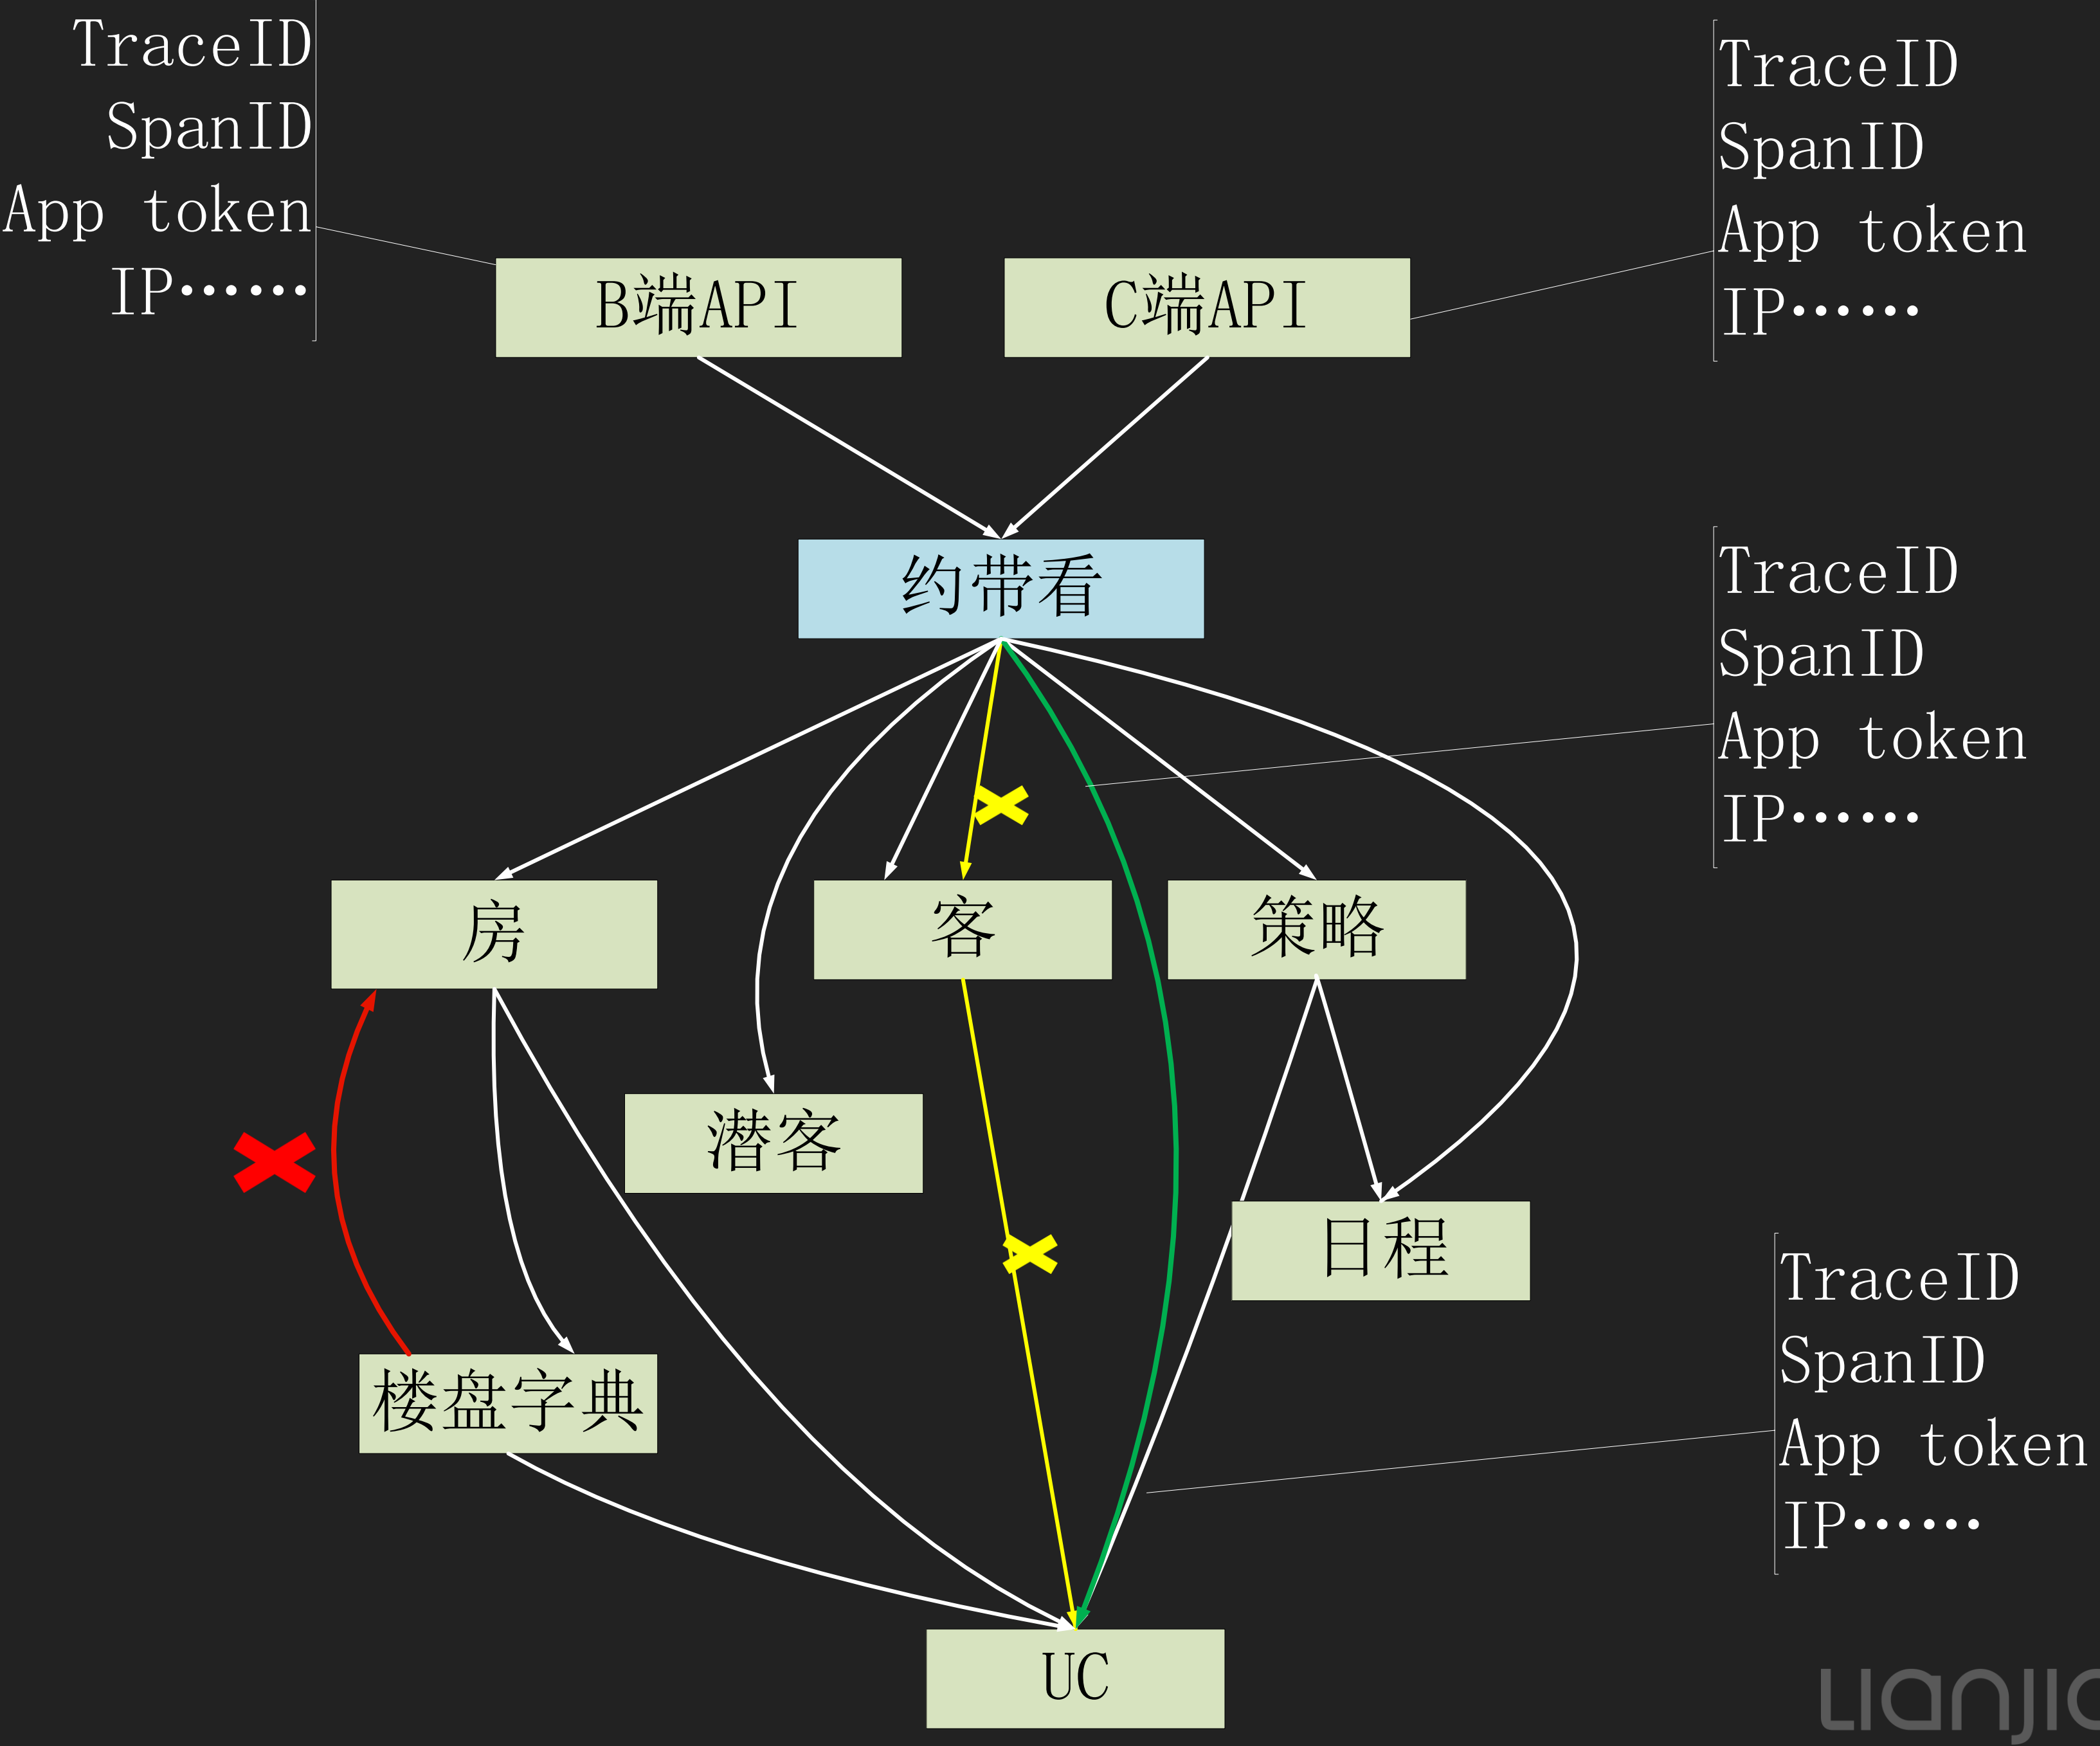 TraceID
SpanID
App token
IP······
TraceID
SpanID
App token
IP······
B端API
C端API
约带看
TraceID
SpanID
App token
IP······
房
客
策略
潜客
日程
TraceID
SpanID
App token
IP······
楼盘字典
UC